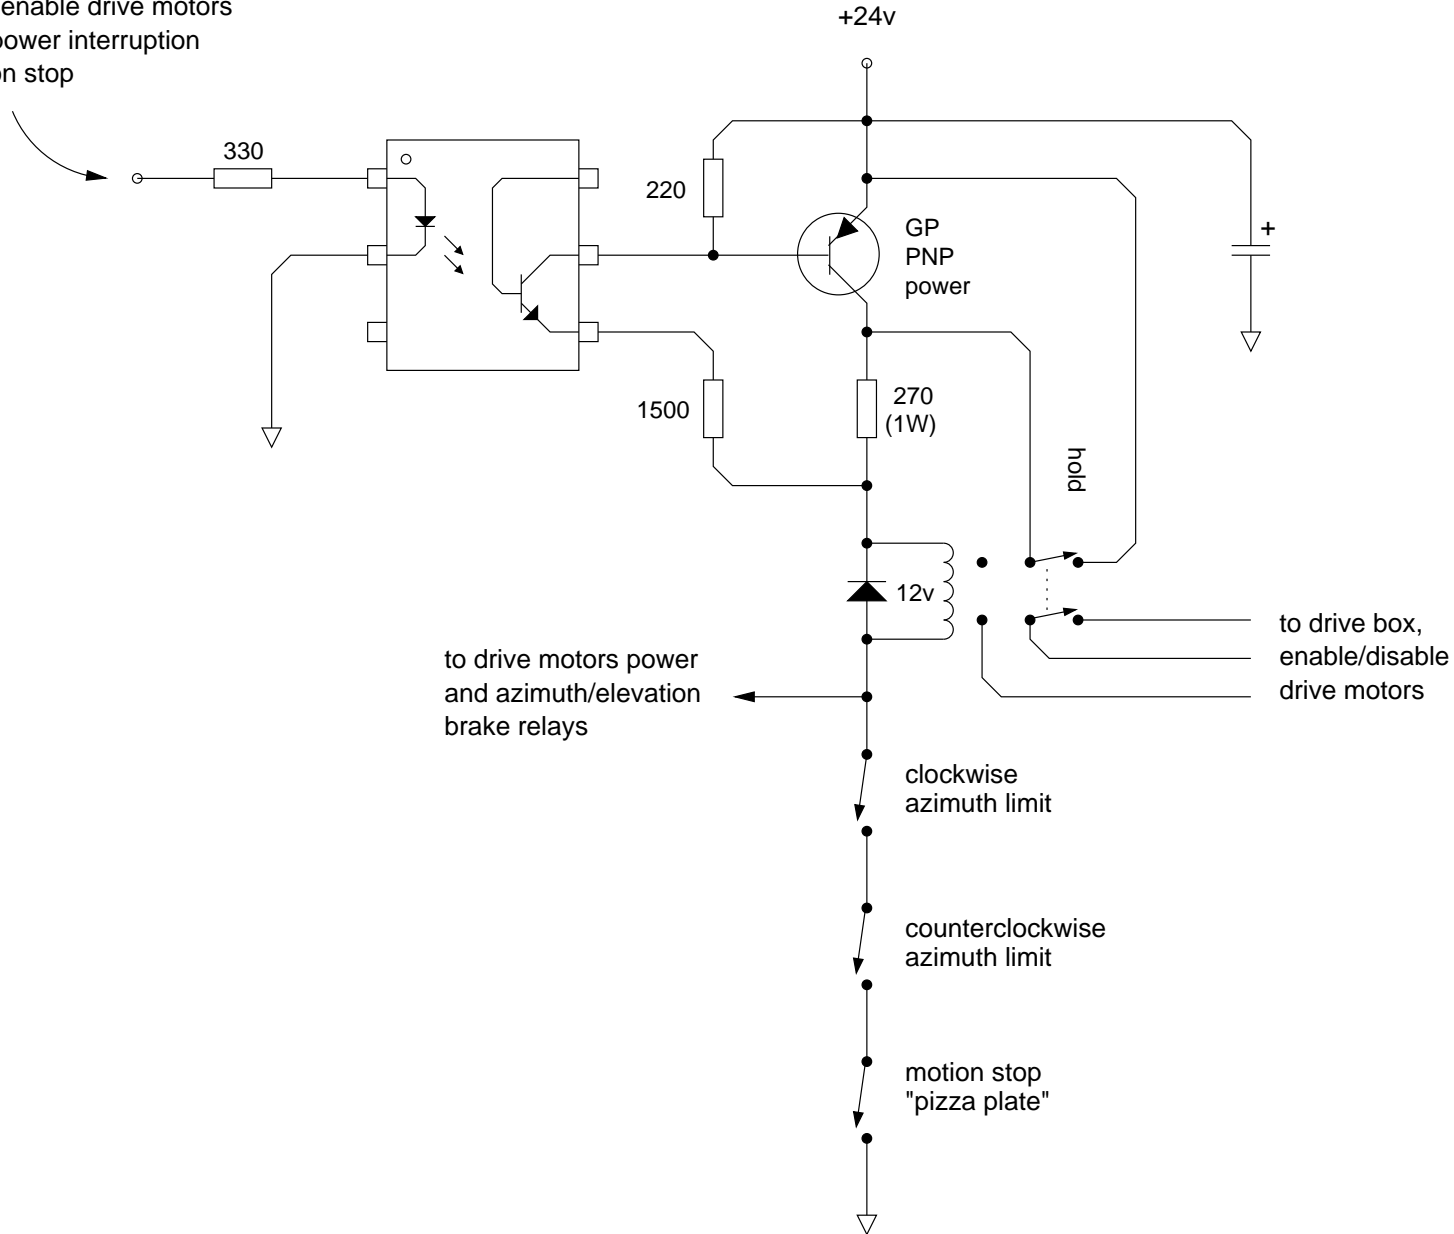 enable drive motors
power interruption
on stop
+24v
330
220
GP
PNP
power
+
1500
270
(1W)
hold
12v
to drive box,
enable/disable
drive motors
to drive motors power
and azimuth/elevation
brake relays
clockwise
azimuth limit
counterclockwise
azimuth limit
motion stop
"pizza plate"